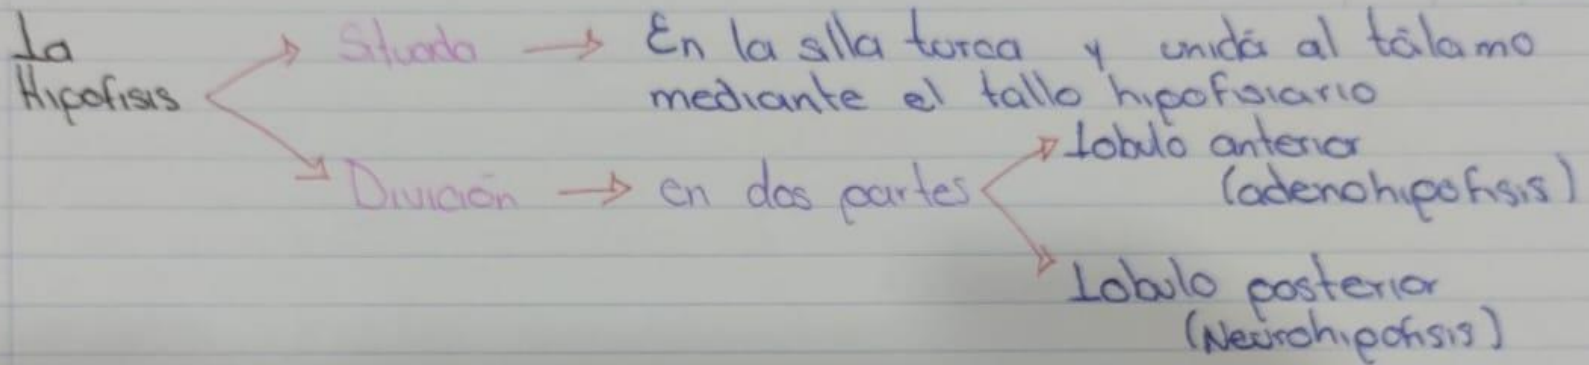 La
Hipofisis
Situada → En la silla turca y unida al tálamo
mediante el tallo hipofisiario
División → en dos partes
Lobulo anterior
(adenohipofisis)
Lobulo posterior
(Neurohipofisis)